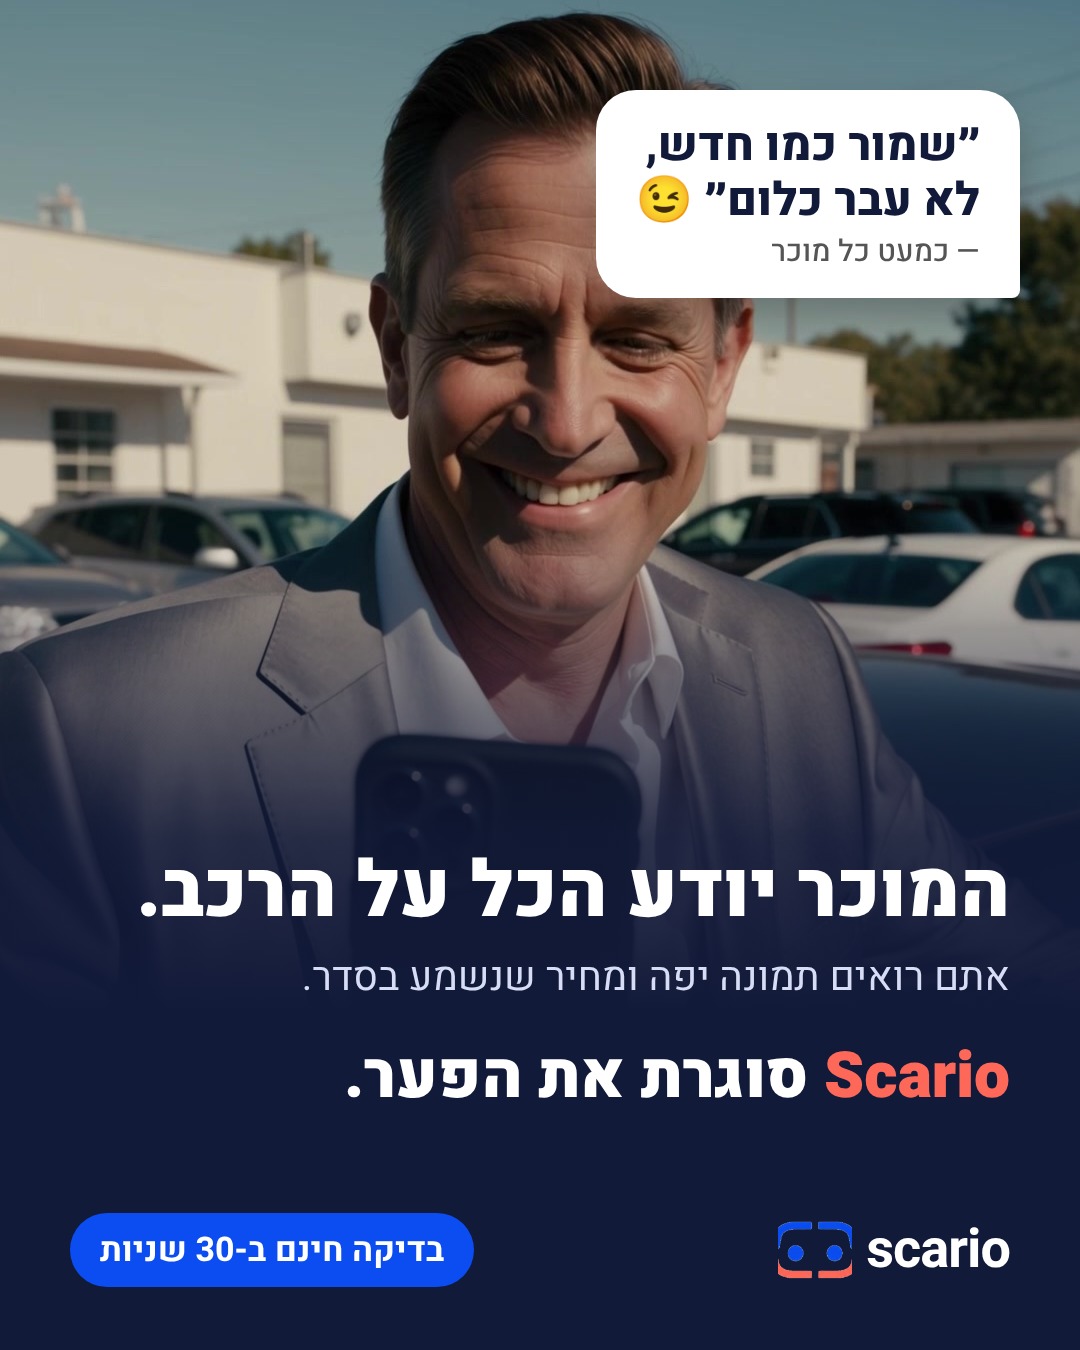 ”שמור כמו חדש,
לא עבר כלום” 😉
— כמעט כל מוכר
המוכר יודע הכל על הרכב.
אתם רואים תמונה יפה ומחיר שנשמע בסדר.
Scario סוגרת את הפער.
scario
בדיקה חינם ב-30 שניות